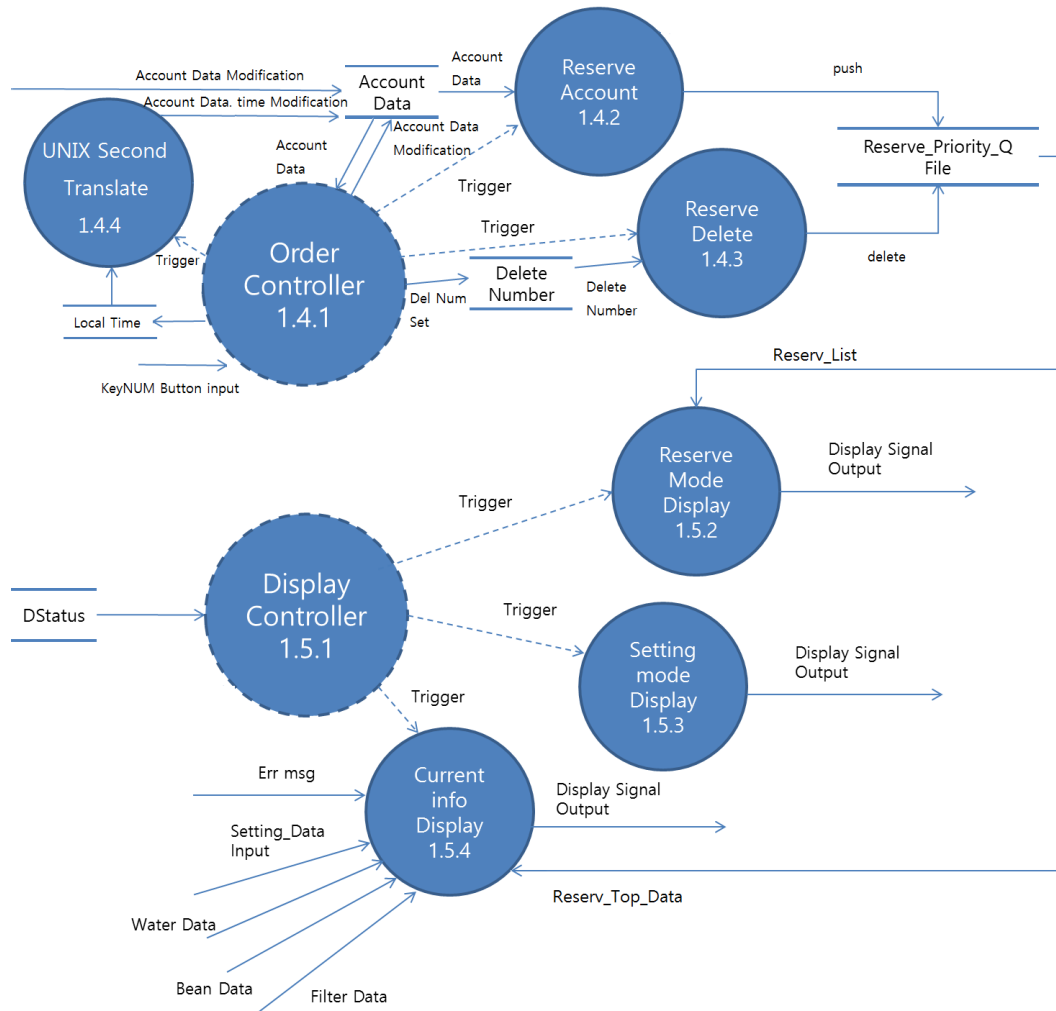 Account Data Modification
Account Data. time Modification
Account
Data
Account
Data
Reserve
Account
1.4.2
push
UNIX Second
Translate
1.4.4
Account
Data
Account Data
Modification
Trigger
Reserve_Priority_Q
File
Reserve
Delete
1.4.3
Trigger
delete
Order
Controller
1.4.1
Trigger
Del Num
Set
Delete
Number
Delete
Number
Local Time
KeyNUM Button input
Reserv_List
Reserve
Mode
Display
1.5.2
Display Signal
Output
Trigger
DStatus
Display
Controller
1.5.1
Trigger
Setting
mode
Display
1.5.3
Display Signal
Output
Trigger
Err msg
Current
info
Display
1.5.4
Display Signal
Output
Setting_Data
Input
Reserv_Top_Data
Water Data
Bean Data
Filter Data